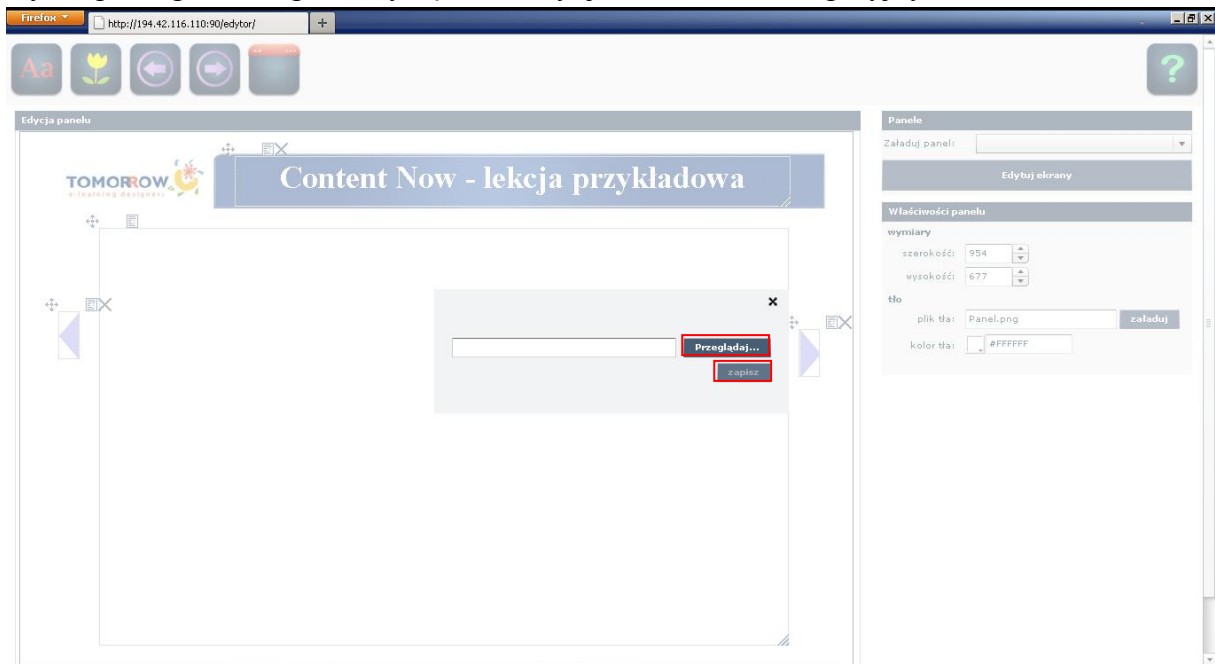 Firefox
http://194.42.116.110:90/edytor/
+
Aa
?
Edycja panelu
TOMORROW
e-learning designers
Content Now - lekcja przykładowa
Przeglądaj...
zapisz
Panele
Załaduj panel:
Edytuj ekrany
Właściwości panelu
wymiary
szerokość: 954
wysokość: 677
tło
plik tła: Panel.png załaduj
kolor tła: #FFFFFF